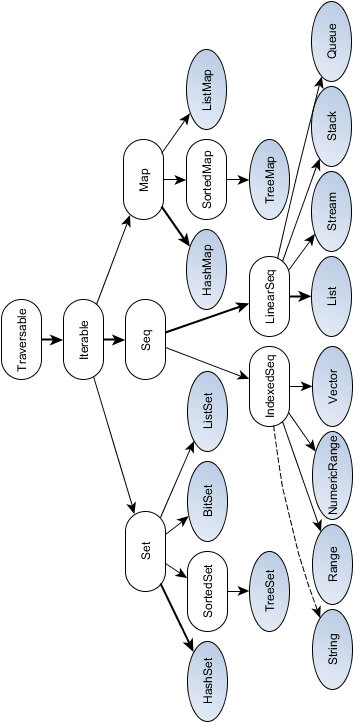 Traversable
Iterable
Set
Seq
Map
HashSet
SortedSet
BitSet
ListSet
HashMap
SortedMap
ListMap
TreeSet
IndexedSeq
LinearSeq
TreeMap
String
Range
NumericRange
Vector
List
Stream
Stack
Queue